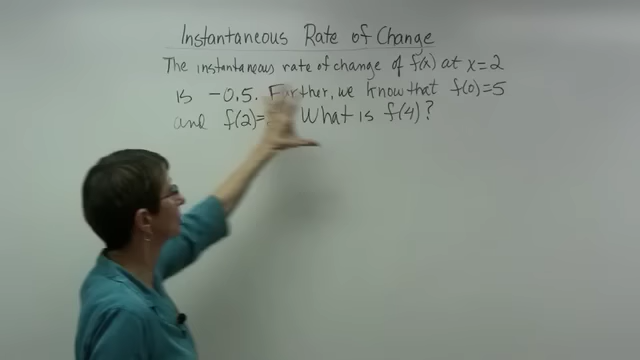 Instantaneous Rate of Change
The instantaneous rate of change of f(x) at x=2
is -0.5. Further, we know that f(0)=5
and f(2)= What is f(4)?